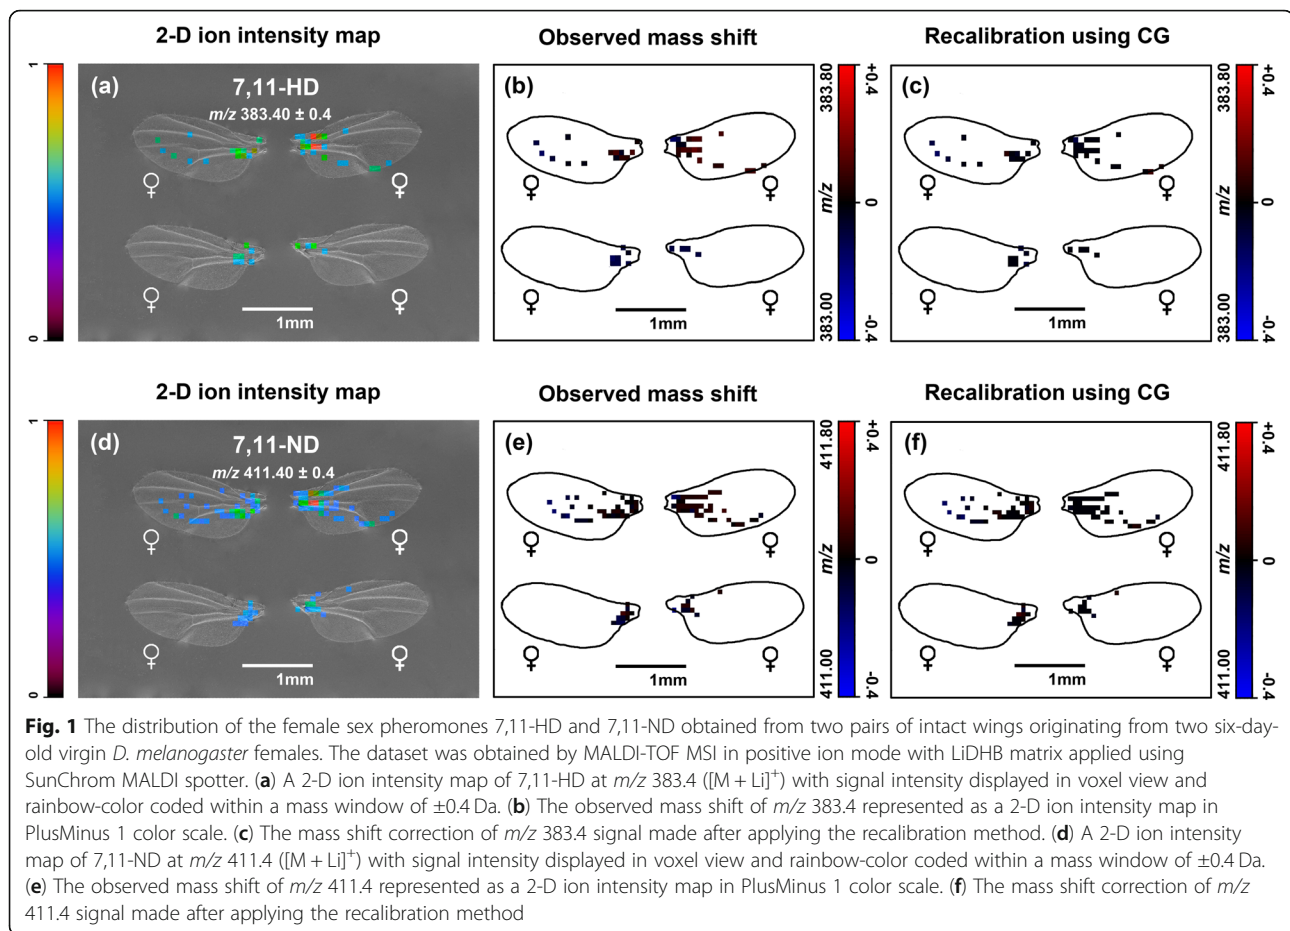 2-D ion intensity map
Observed mass shift
Recalibration using CG
1
0
(a)
7,11-HD
m/z 383.40 ± 0.4
♀
♀
♀
♀
1mm
(b)
♀
♀
♀
♀
1mm
383.80
m/z
383.00
+0.4
0
-0.4
(c)
♀
♀
♀
♀
1mm
383.80
m/z
383.00
+0.4
0
-0.4
2-D ion intensity map
Observed mass shift
Recalibration using CG
1
0
(d)
7,11-ND
m/z 411.40 ± 0.4
♀
♀
♀
♀
1mm
(e)
♀
♀
♀
♀
1mm
411.80
m/z
411.00
+0.4
0
-0.4
(f)
♀
♀
♀
♀
1mm
411.80
m/z
411.00
+0.4
0
-0.4
Fig. 1 The distribution of the female sex pheromones 7,11-HD and 7,11-ND obtained from two pairs of intact wings originating from two six-day-
old virgin D. melanogaster females. The dataset was obtained by MALDI-TOF MSI in positive ion mode with LiDHB matrix applied using
SunChrom MALDI spotter. (a) A 2-D ion intensity map of 7,11-HD at m/z 383.4 ([M + Li]⁺) with signal intensity displayed in voxel view and
rainbow-color coded within a mass window of ±0.4 Da. (b) The observed mass shift of m/z 383.4 represented as a 2-D ion intensity map in
PlusMinus 1 color scale. (c) The mass shift correction of m/z 383.4 signal made after applying the recalibration method. (d) A 2-D ion intensity
map of 7,11-ND at m/z 411.4 ([M + Li]⁺) with signal intensity displayed in voxel view and rainbow-color coded within a mass window of ±0.4 Da.
(e) The observed mass shift of m/z 411.4 represented as a 2-D ion intensity map in PlusMinus 1 color scale. (f) The mass shift correction of m/z
411.4 signal made after applying the recalibration method